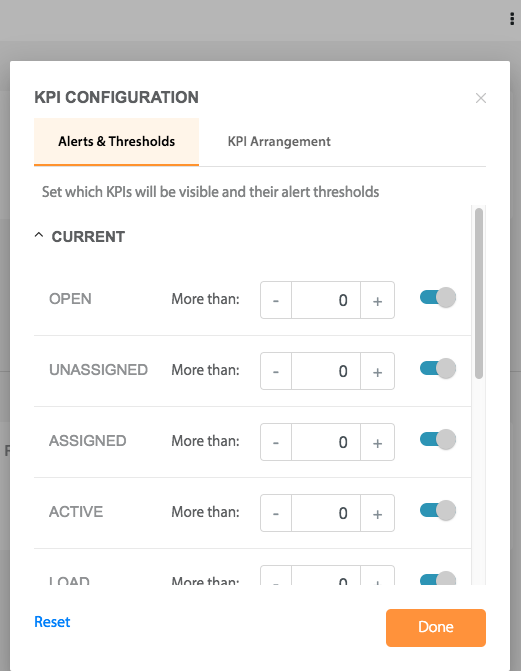 KPI CONFIGURATION
Alerts & Thresholds KPI Arrangement
Set which KPIs will be visible and their alert thresholds
CURRENT
OPEN More than: - 0 +
UNASSIGNED More than: - 0 +
ASSIGNED More than: - 0 +
ACTIVE More than: - 0 +
LOAD More than: - 0 +
Reset Done